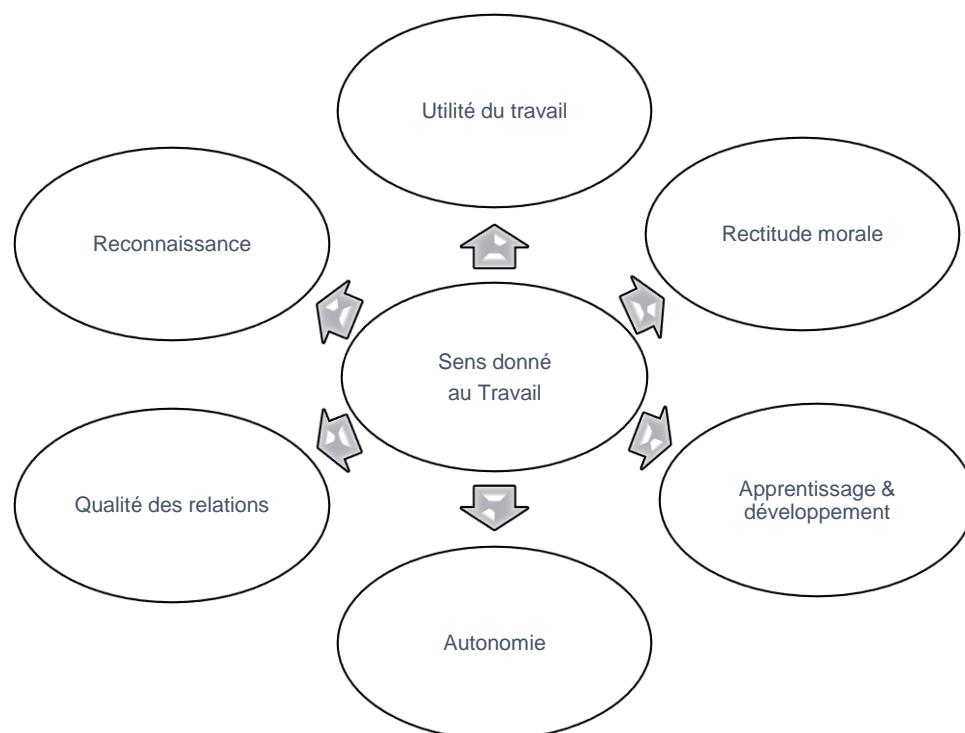 Utilité du travail
Reconnaissance
Rectitude morale
Sens donné
au Travail
Qualité des relations
Apprentissage &
développement
Autonomie